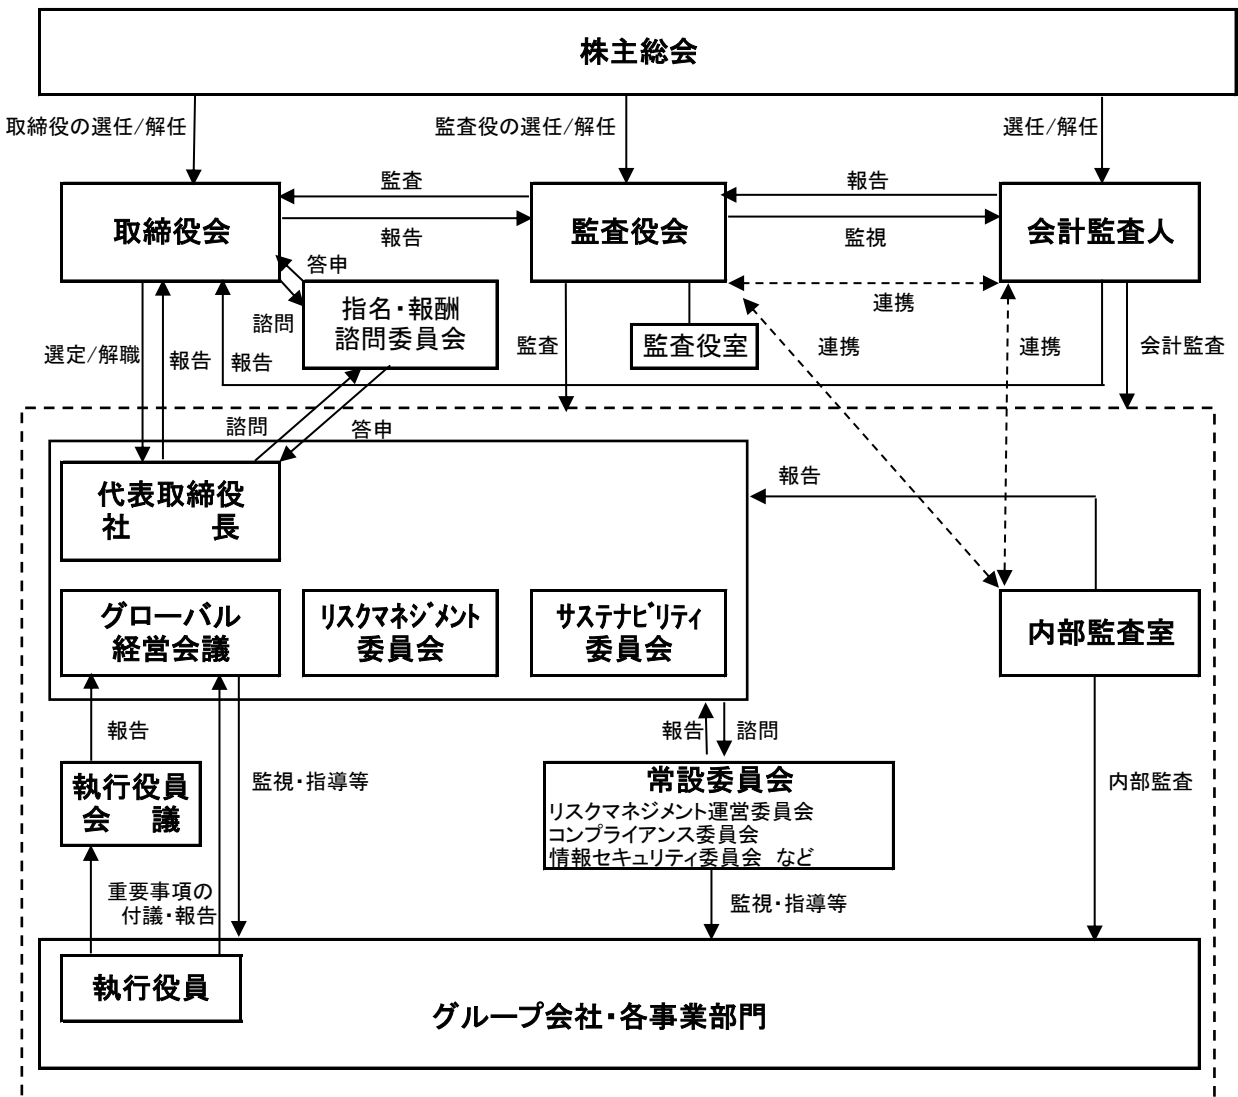 株主総会
取締役の選任/解任
監査役の選任/解任
選任/解任
監査
報告
取締役会
監査役会
会計監査人
報告
監視
答申
指名・報酬
諮問委員会
諮問
連携
監査役室
選定/解職
報告
報告
監査
連携
連携
会計監査
諮問
答申
代表取締役
社　　長
報告
グローバル
経営会議
ﾘｽｸﾏﾈｼﾞﾒﾝﾄ
委員会
ｻｽﾃﾅﾋﾞﾘﾃｨ
委員会
内部監査室
報告
報告
諮問
執行役員
会　議
監視・指導等
常設委員会
リスクマネジメント運営委員会
コンプライアンス委員会
情報セキュリティ委員会　など
内部監査
重要事項の
付議・報告
監視・指導等
執行役員
グループ会社・各事業部門